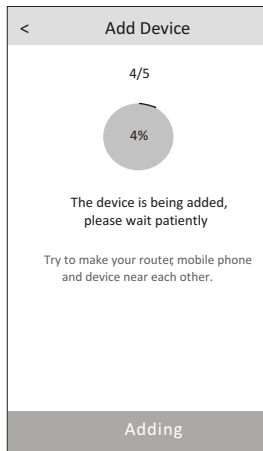 < Add Device
4/5
4%
The device is being added,
please wait patiently
Try to make your router, mobile phone
and device near each other.
Adding